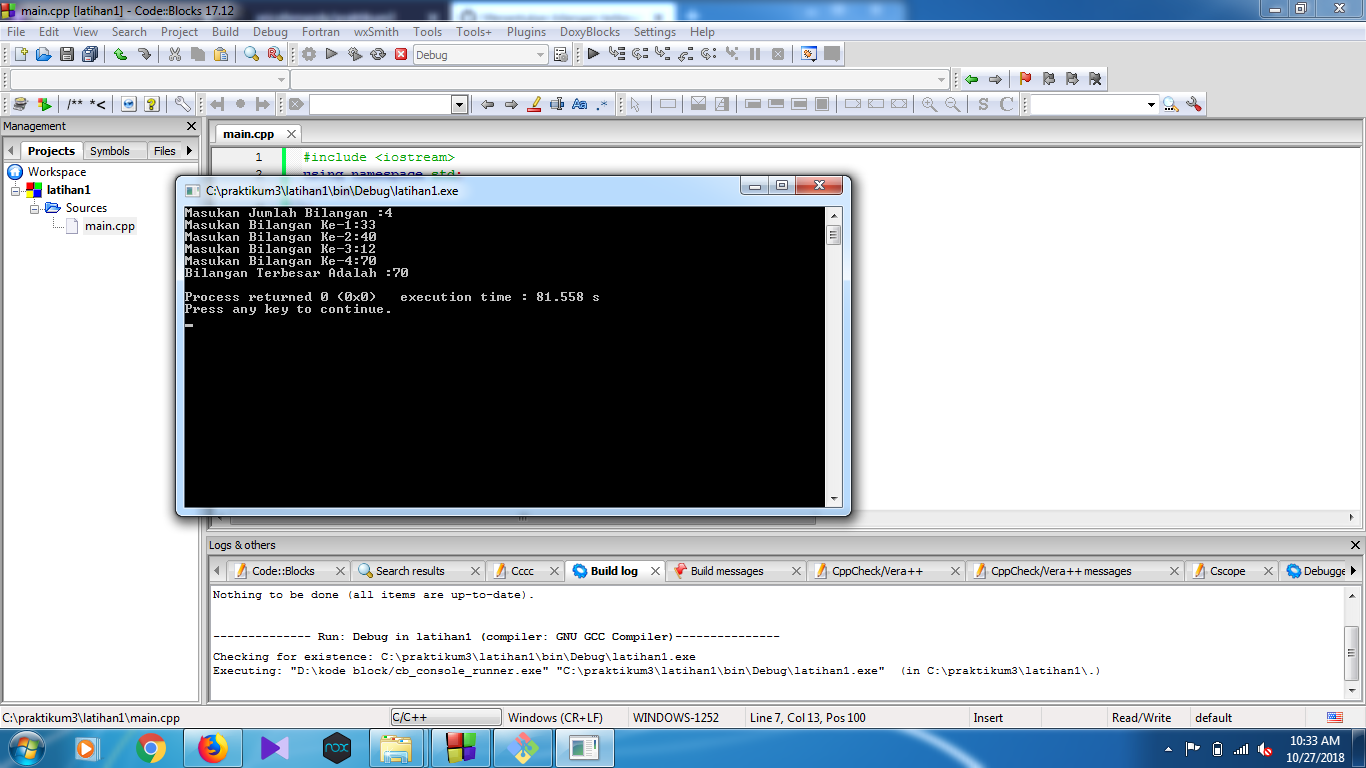 main.cpp [latihan1] - Code::Blocks 17.12
File Edit View Search Project Build Debug Fortran wxSmith Tools Tools+ Plugins DoxyBlocks Settings Help
Debug
/** *<
S C
Management
main.cpp
Projects Symbols Files
1 #include <iostream>
2 using namespace std;
Workspace
latihan1
Sources
main.cpp
C:\praktikum3\latihan1\bin\Debug\latihan1.exe
Masukan Jumlah Bilangan :4
Masukan Bilangan Ke-1:33
Masukan Bilangan Ke-2:40
Masukan Bilangan Ke-3:12
Masukan Bilangan Ke-4:70
Bilangan Terbesar Adalah :70
Process returned 0 (0x0)   execution time : 81.558 s
Press any key to continue.
Logs & others
Code::Blocks Search results Cccc Build log Build messages CppCheck/Vera++ CppCheck/Vera++ messages Cscope Debugge
Nothing to be done (all items are up-to-date).
-------------- Run: Debug in latihan1 (compiler: GNU GCC Compiler)---------------
Checking for existence: C:\praktikum3\latihan1\bin\Debug\latihan1.exe
Executing: "D:\kode block/cb_console_runner.exe" "C:\praktikum3\latihan1\bin\Debug\latihan1.exe"  (in C:\praktikum3\latihan1\.)
C:\praktikum3\latihan1\main.cpp C/C++ Windows (CR+LF) WINDOWS-1252 Line 7, Col 13, Pos 100 Insert Read/Write default
nox
10:33 AM
10/27/2018